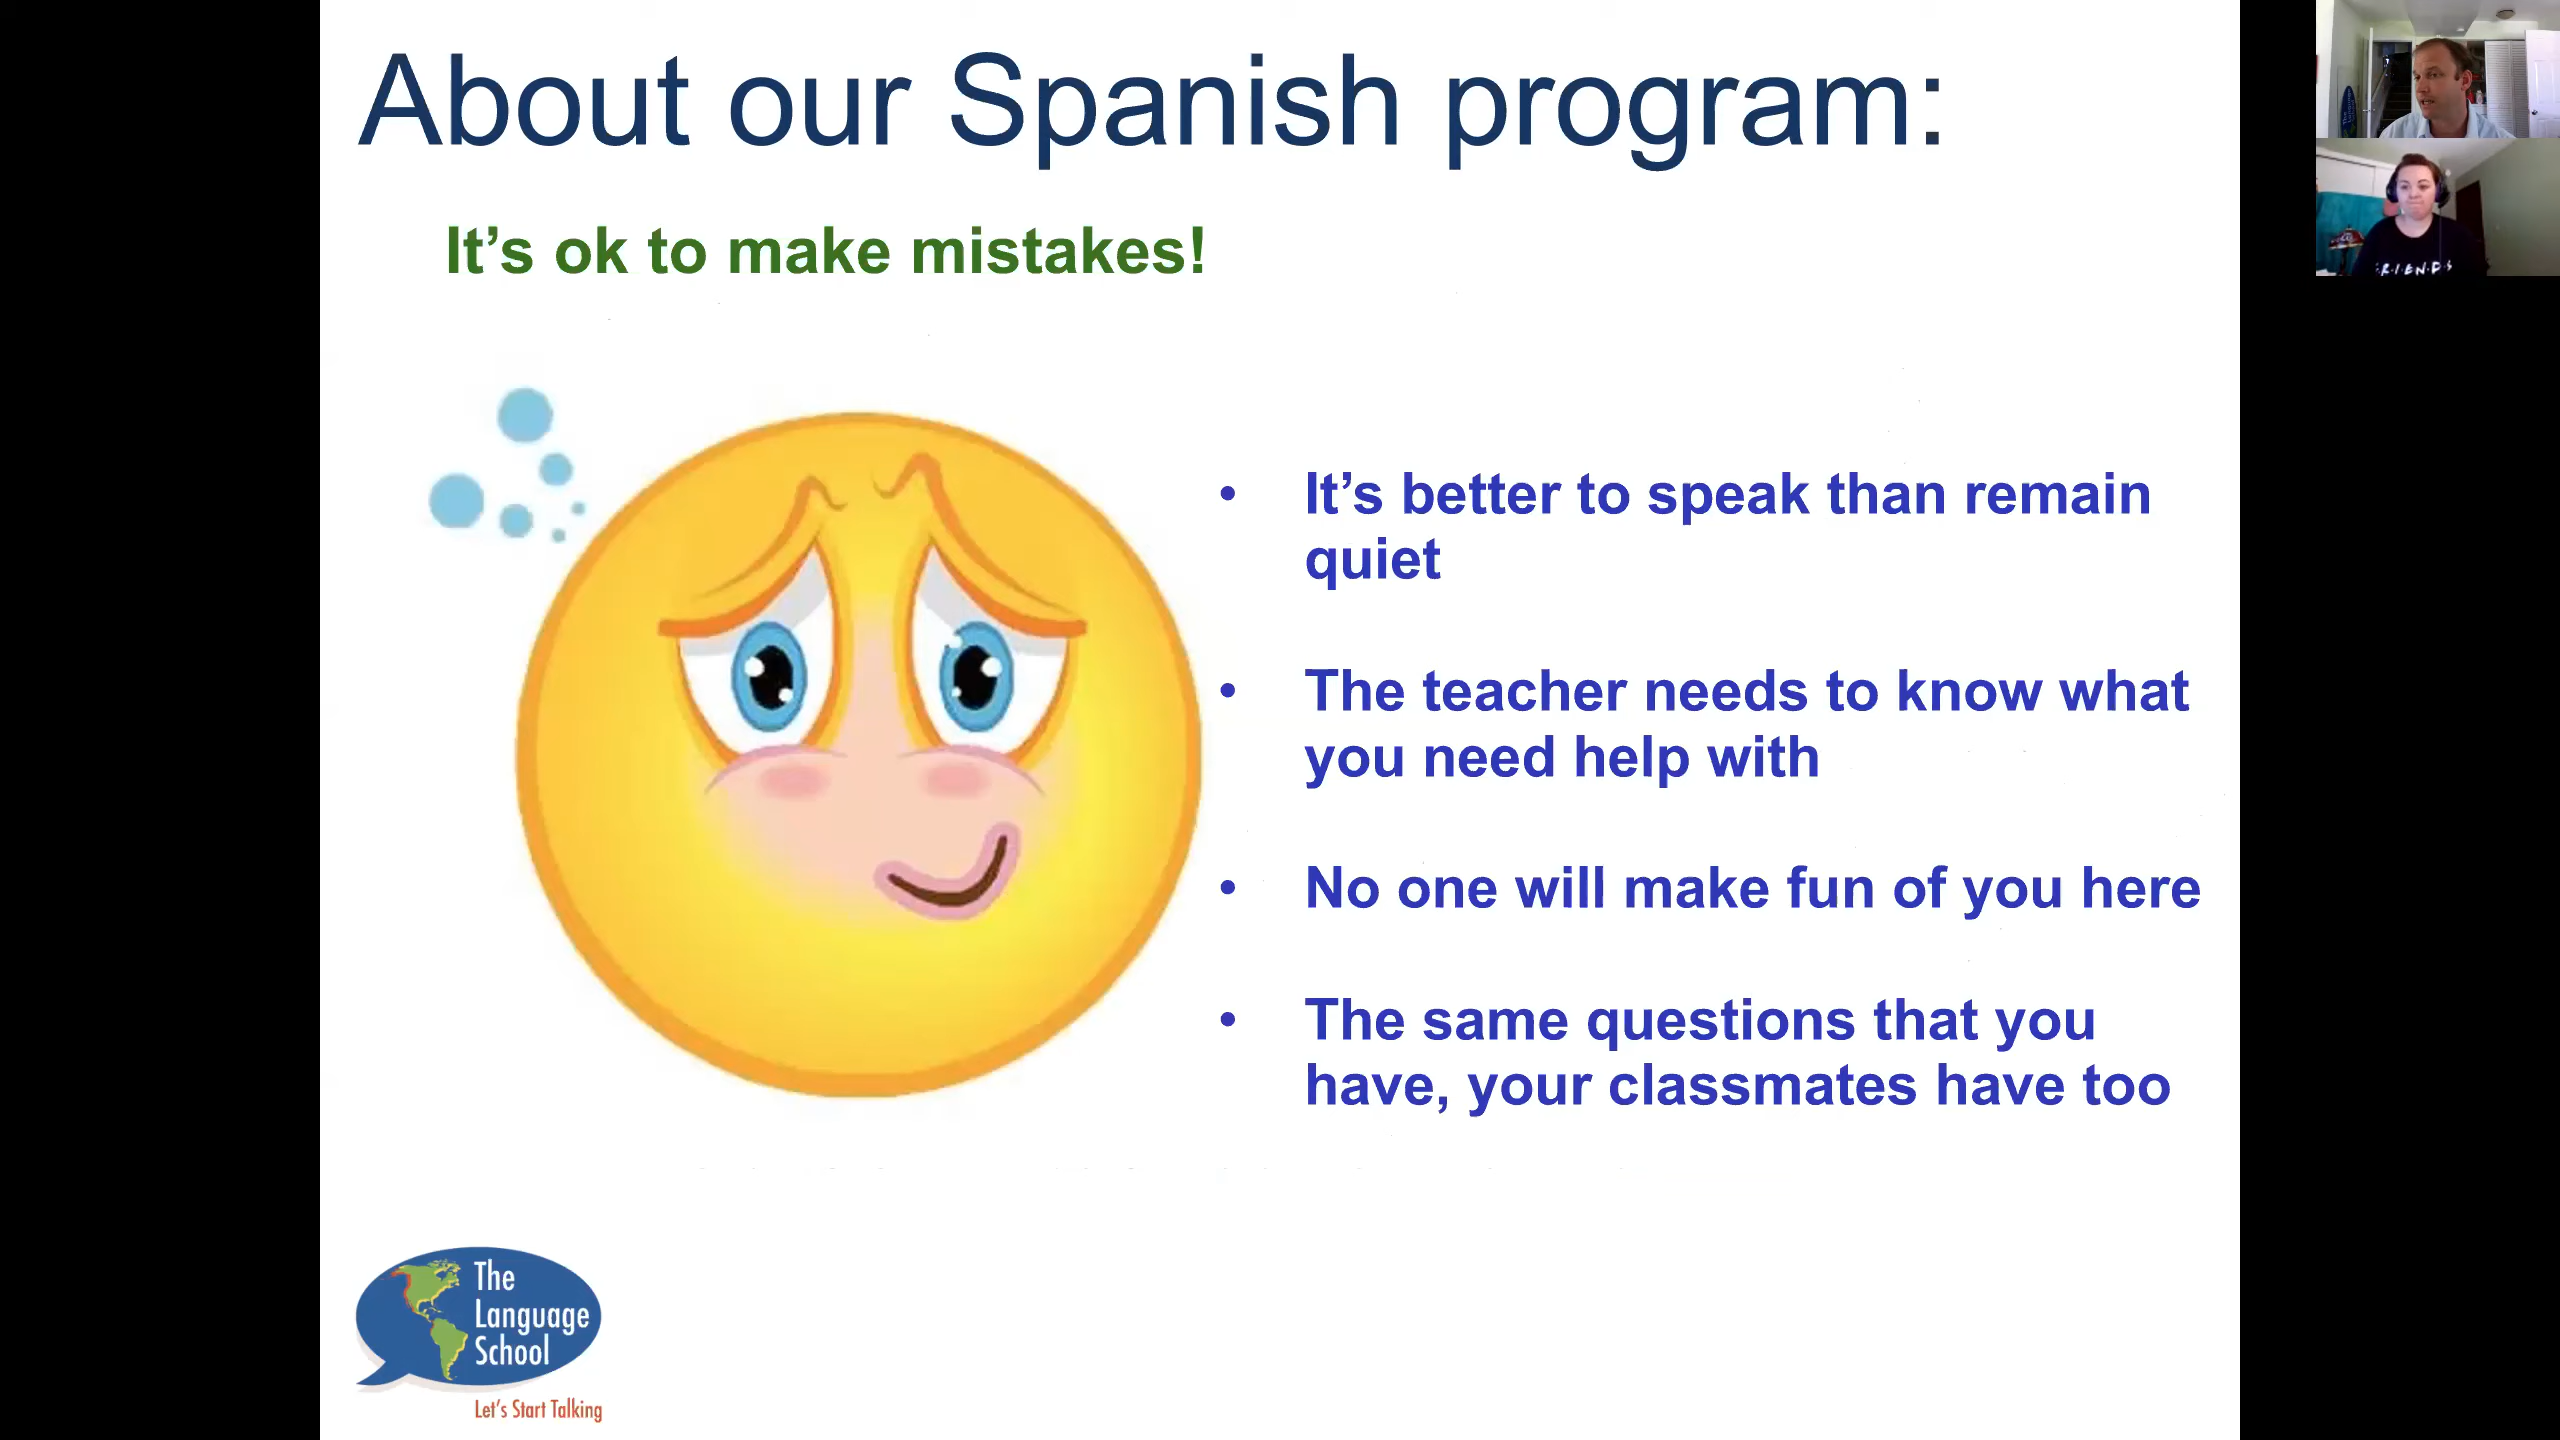 About our Spanish program:
It’s ok to make mistakes!
• It’s better to speak than remain
quiet
• The teacher needs to know what
you need help with
• No one will make fun of you here
• The same questions that you
have, your classmates have too
The
Language
School
Let’s Start Talking